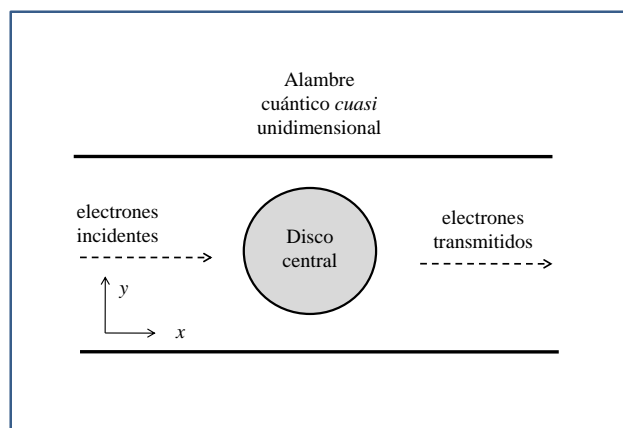 Alambre
cuántico cuasi
unidimensional
electrones
incidentes
Disco
central
electrones
transmitidos
y
x